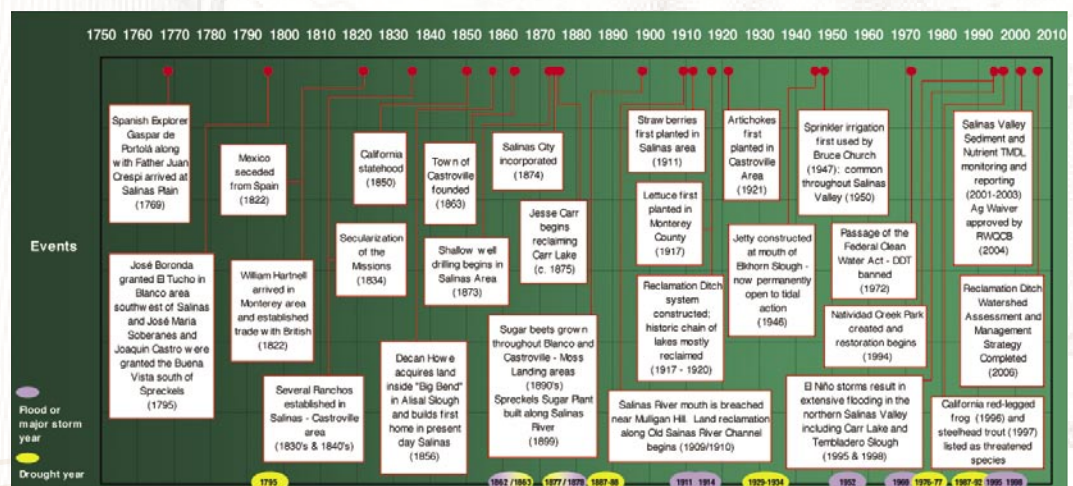 1750 1760 1770 1780 1790 1800 1810 1820 1830 1840 1850 1860 1870 1880 1890 1900 1910 1920 1930 1940 1950 1960 1970 1980 1990 2000 2010
Events
Spanish Explorer
Gaspar de
Portolá along
with Father Juan
Crespi arrived at
Salinas Plain
(1769)
José Boronda
granted El Tucho in
Blanco area
southwest of Salinas
and José Maria
Soberanes and
Joaquin Castro were
granted the Buena
Vista south of
Spreckels
(1795)
Mexico
seceded
from Spain
(1822)
William Hartnell
arrived in
Monterey area
and established
trade with British
(1822)
Several Ranchos
established in
Salinas - Castroville
area
(1830's & 1840's)
California
statehood
(1850)
Secularization
of the
Missions
(1834)
Decan Howe
acquires land
inside "Big Bend"
in Alisal Slough
and builds first
home in present
day Salinas
(1856)
Town of
Castroville
founded
(1863)
Shallow well
drilling begins in
Salinas Area
(1873)
Salinas City
incorporated
(1874)
Jesse Carr
begins
reclaiming
Carr Lake
(c. 1875)
Sugar beets grown
throughout Blanco and
Castroville - Moss
Landing areas
(1890's)
Spreckels Sugar Plant
built along Salinas
River
(1899)
Strawberries
first planted in
Salinas area
(1911)
Lettuce first
planted in
Monterey
County
(1917)
Reclamation Ditch
system
constructed;
historic chain of
lakes mostly
reclaimed
(1917 - 1920)
Salinas River mouth is breached
near Mulligan Hill. Land reclamation
along Old Sainas River Channel
begins (1909/1910)
Artichokes
first
planted in
Castroville
Area
(1921)
Jetty constructed
at mouth of
Elkhorn Slough -
now permanently
open to tidal
action
(1946)
Sprinkler irrigation
first used by
Bruce Church
(1947): common
throughout Salinas
Valley (1950)
Passage of the
Federal Clean
Water Act - DDT
banned
(1972)
Natividad Creek Park
created and
restoration begins
(1994)
El Niño storms result in
extensive flooding in the
northern Salinas Valley
including Carr Lake and
Tembladero Slough
(1995 & 1998)
Salinas Valley
Sediment and
Nutrient TMDL
monitoring and
reporting
(2001-2003)
Ag Waiver
approved by
RWQCB
(2004)
Reclamation Ditch
Watershed
Assessment and
Management
Strategy
Completed
(2006)
California red-legged
frog (1996) and
steelhead trout (1997)
listed as threatened
species
Flood or
major storm
year
Drought year
1795 1862 /1863 1877 / 1878 1887-88 1911 1914 1929-1934 1952 1969 1976-77 1987-92 1995 1998